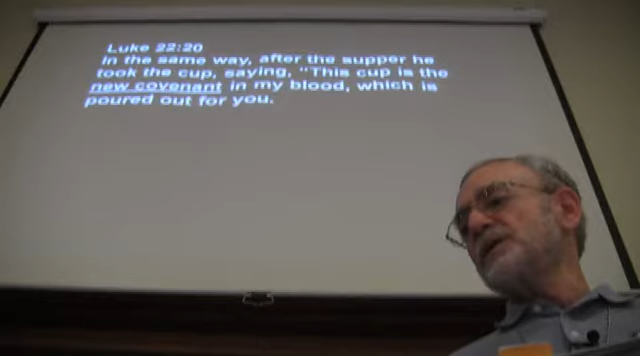 Luke 22:20
In the same way, after the supper he
took the cup, saying, "This cup is the
new covenant in my blood, which is
poured out for you.